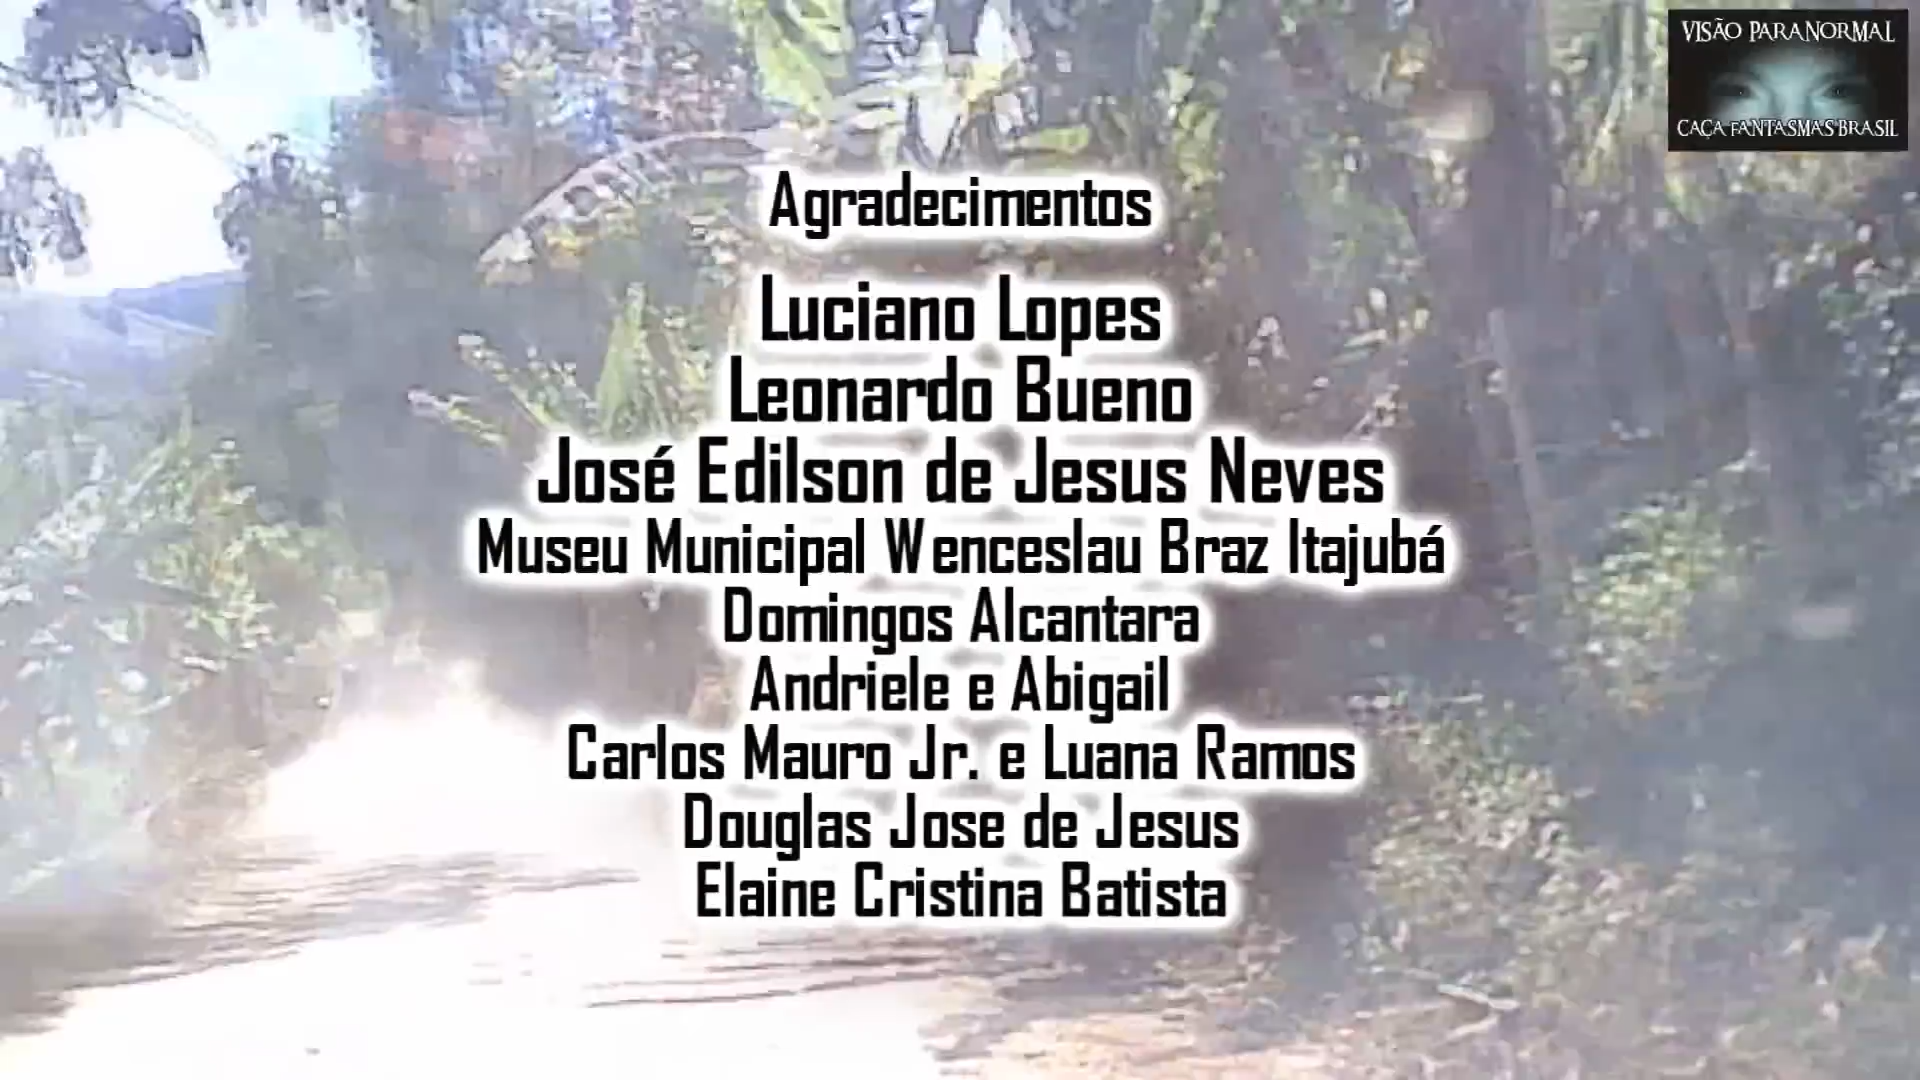 VISÃO PARANORMAL
CAÇA FANTASMAS BRASIL
Agradecimentos
Luciano Lopes
Leonardo Bueno
José Edilson de Jesus Neves
Museu Municipal Wenceslau Braz Itajubá
Domingos Alcantara
Andriele e Abigail
Carlos Mauro Jr. e Luana Ramos
Douglas Jose de Jesus
Elaine Cristina Batista